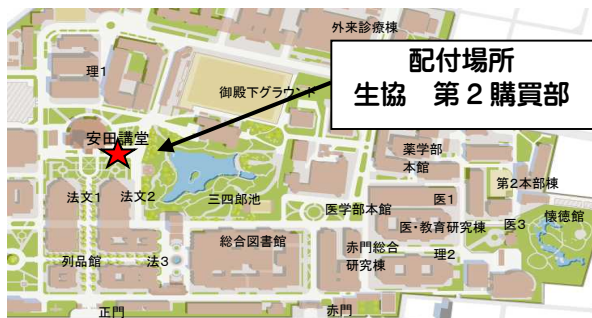 外来診療棟
配付場所
生協　第2購買部
理1
御殿下グラウンド
安田講堂
薬学部
本館
第2本部棟
法文1
法文2
三四郎池
医学部本館
医1
医・教育研究棟
医3
懐徳館
列品館
法3
総合図書館
赤門総合
研究棟
理2
正門
赤門